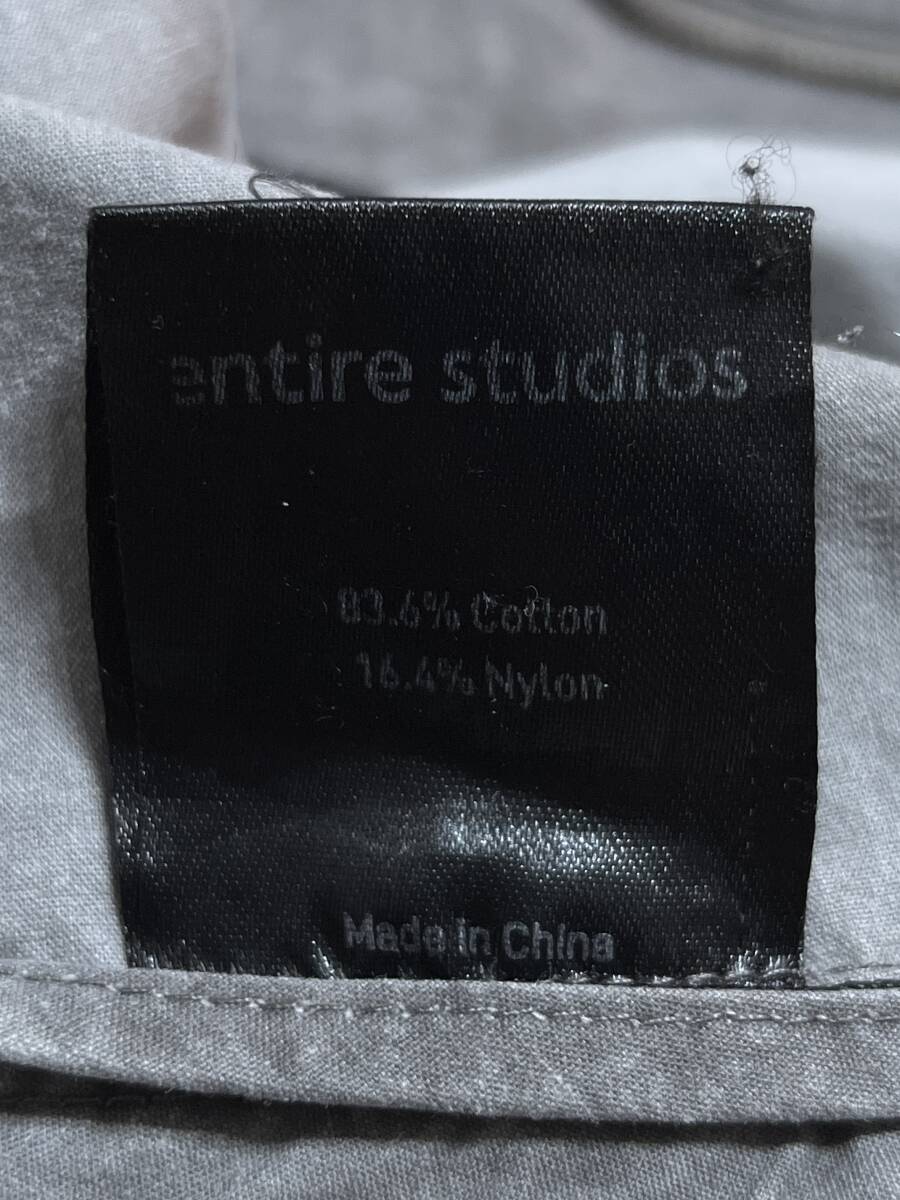 entire studios
83.6% Cotton
16.4% Nylon
Made in China